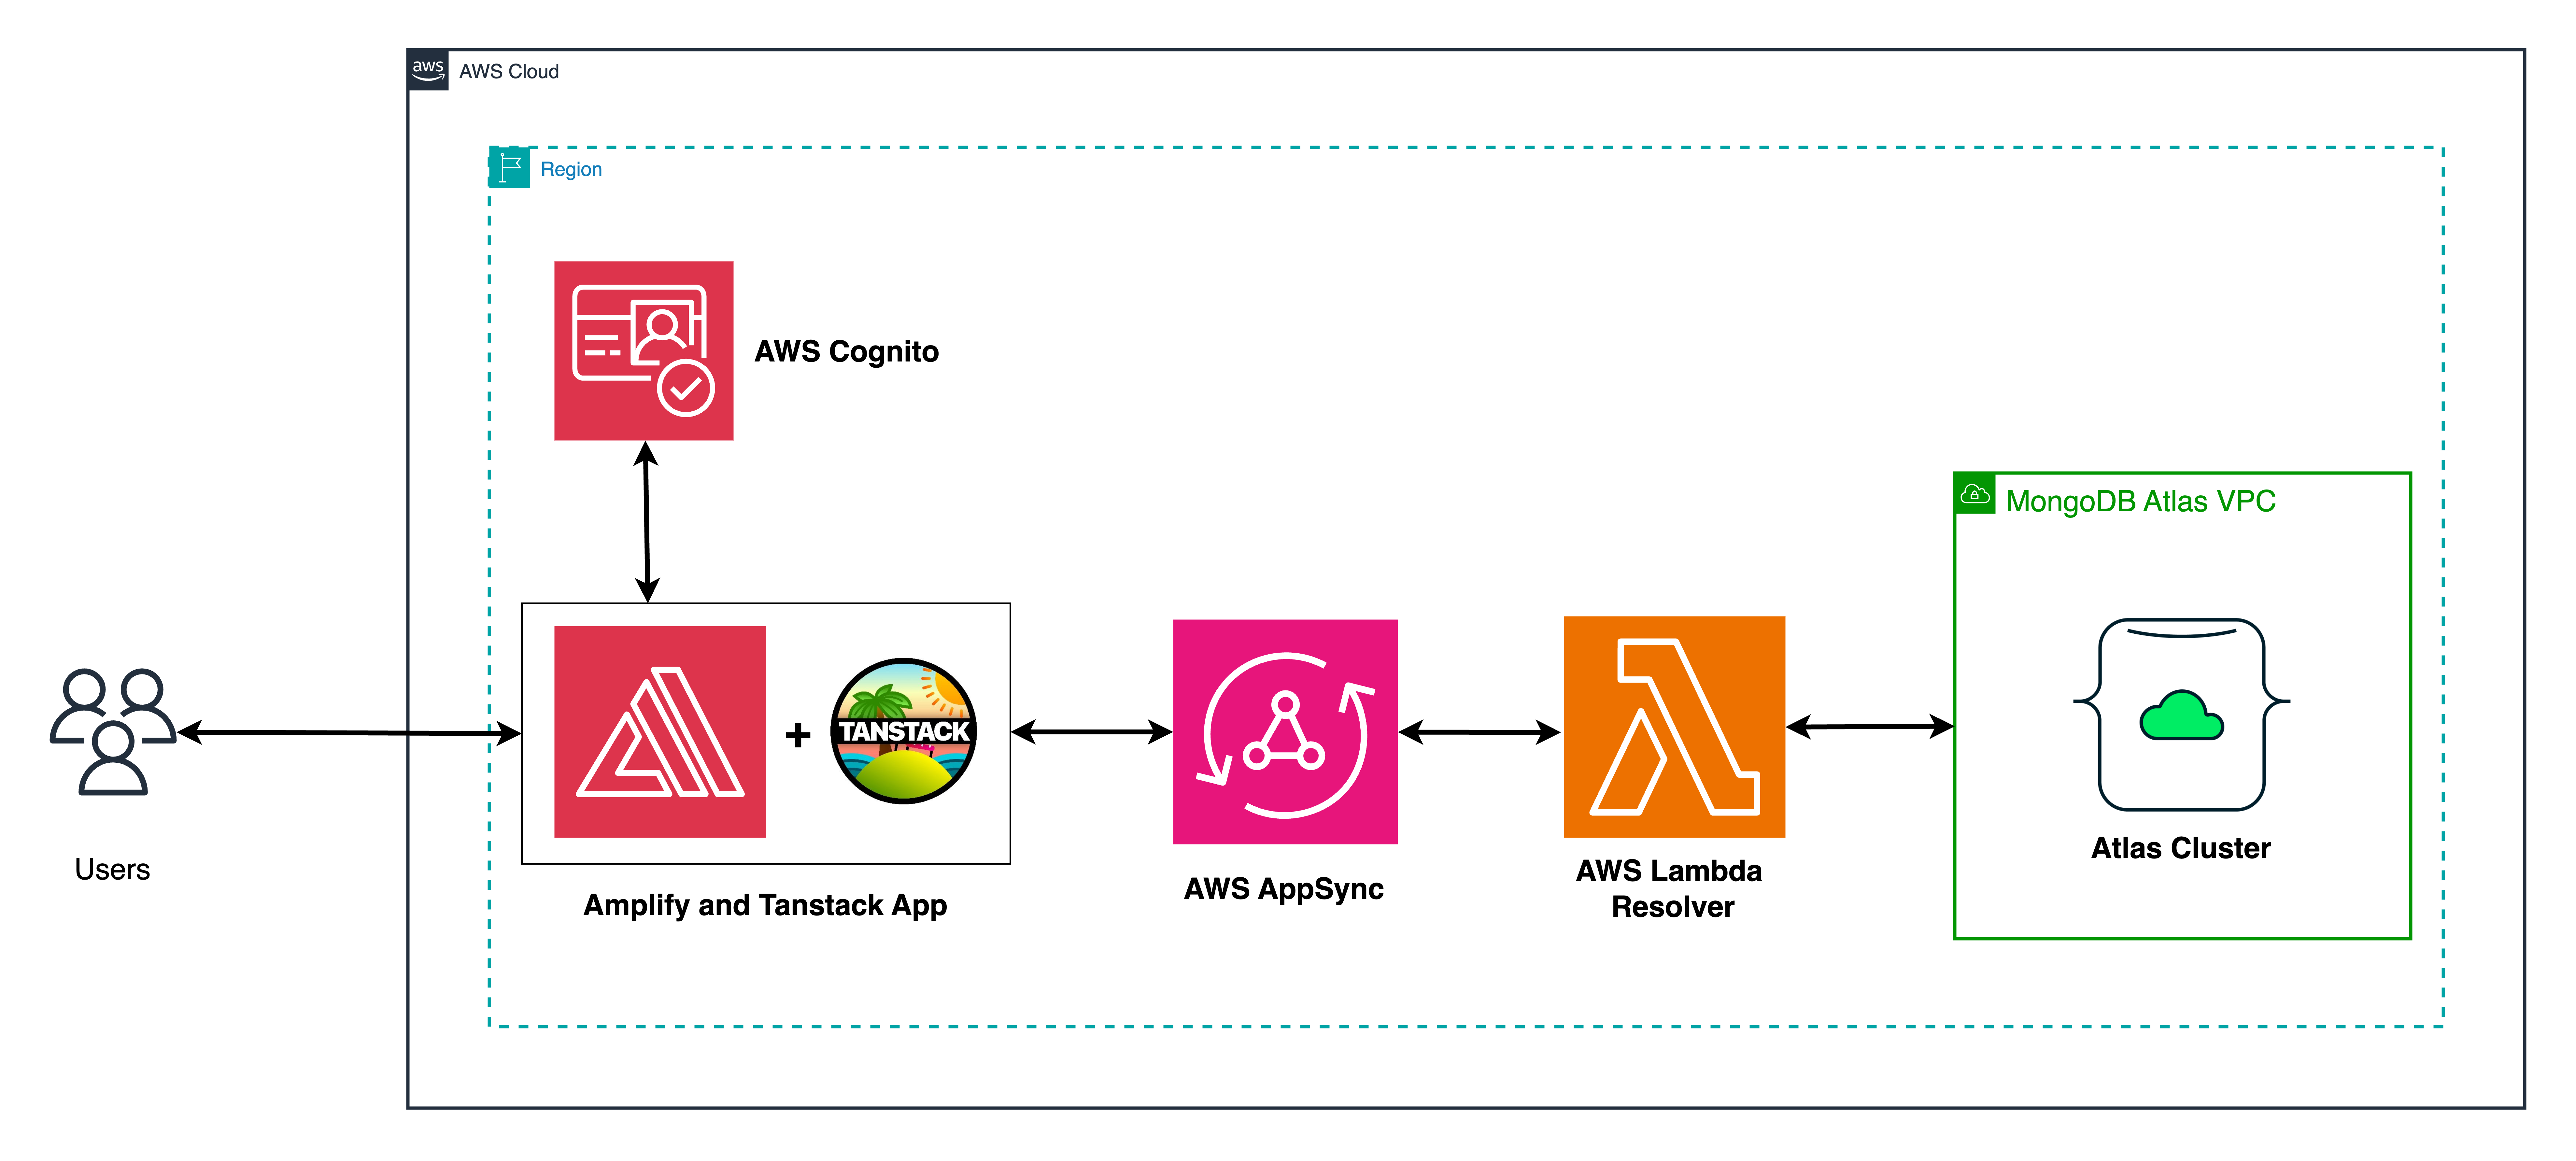 aws
AWS Cloud
Region
AWS Cognito
MongoDB Atlas VPC
+
TANSTACK
Users
Amplify and Tanstack App
AWS AppSync
AWS Lambda
Resolver
Atlas Cluster